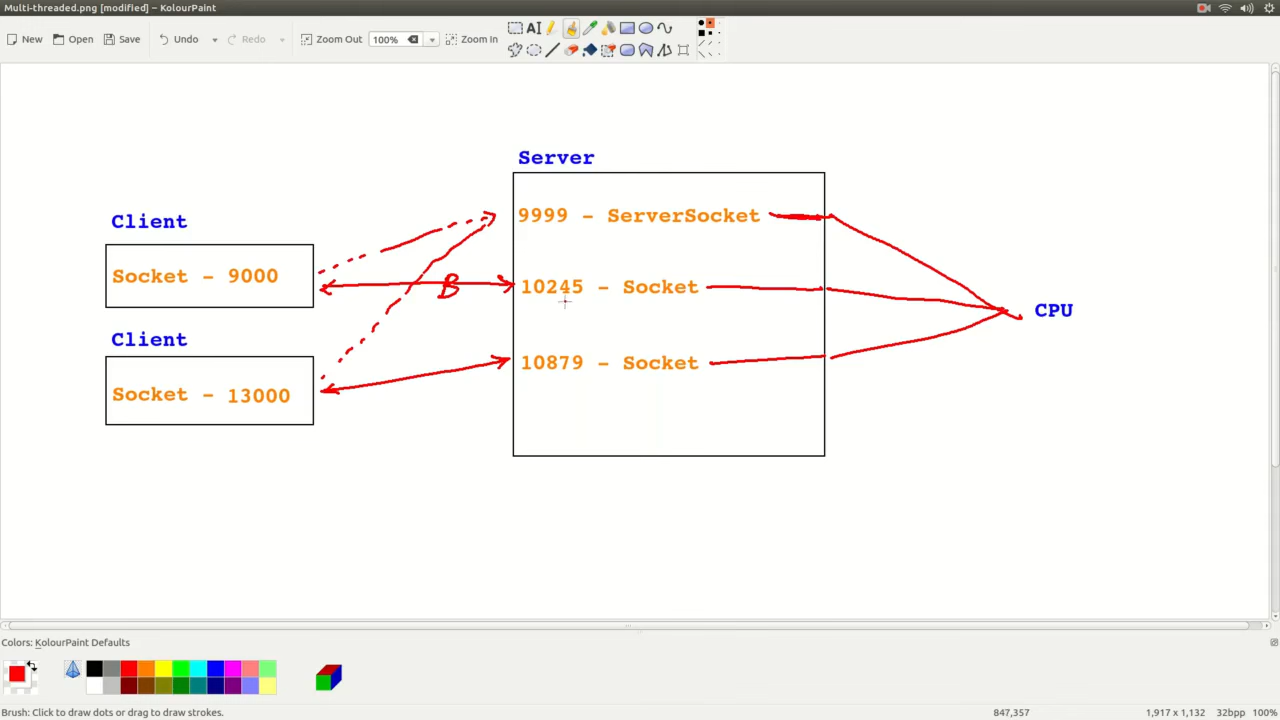 Multi-threaded.png [modified] - KolourPaint
New Open Save Undo Redo Zoom Out 100% Zoom In
AI
Server
Client
9999 - ServerSocket
Socket - 9000
B
10245 - Socket
CPU
Client
10879 - Socket
Socket - 13000
Colors: KolourPaint Defaults
Brush: Click to draw dots or drag to draw strokes. 847,357 1,917 x 1,132 32bpp 100%